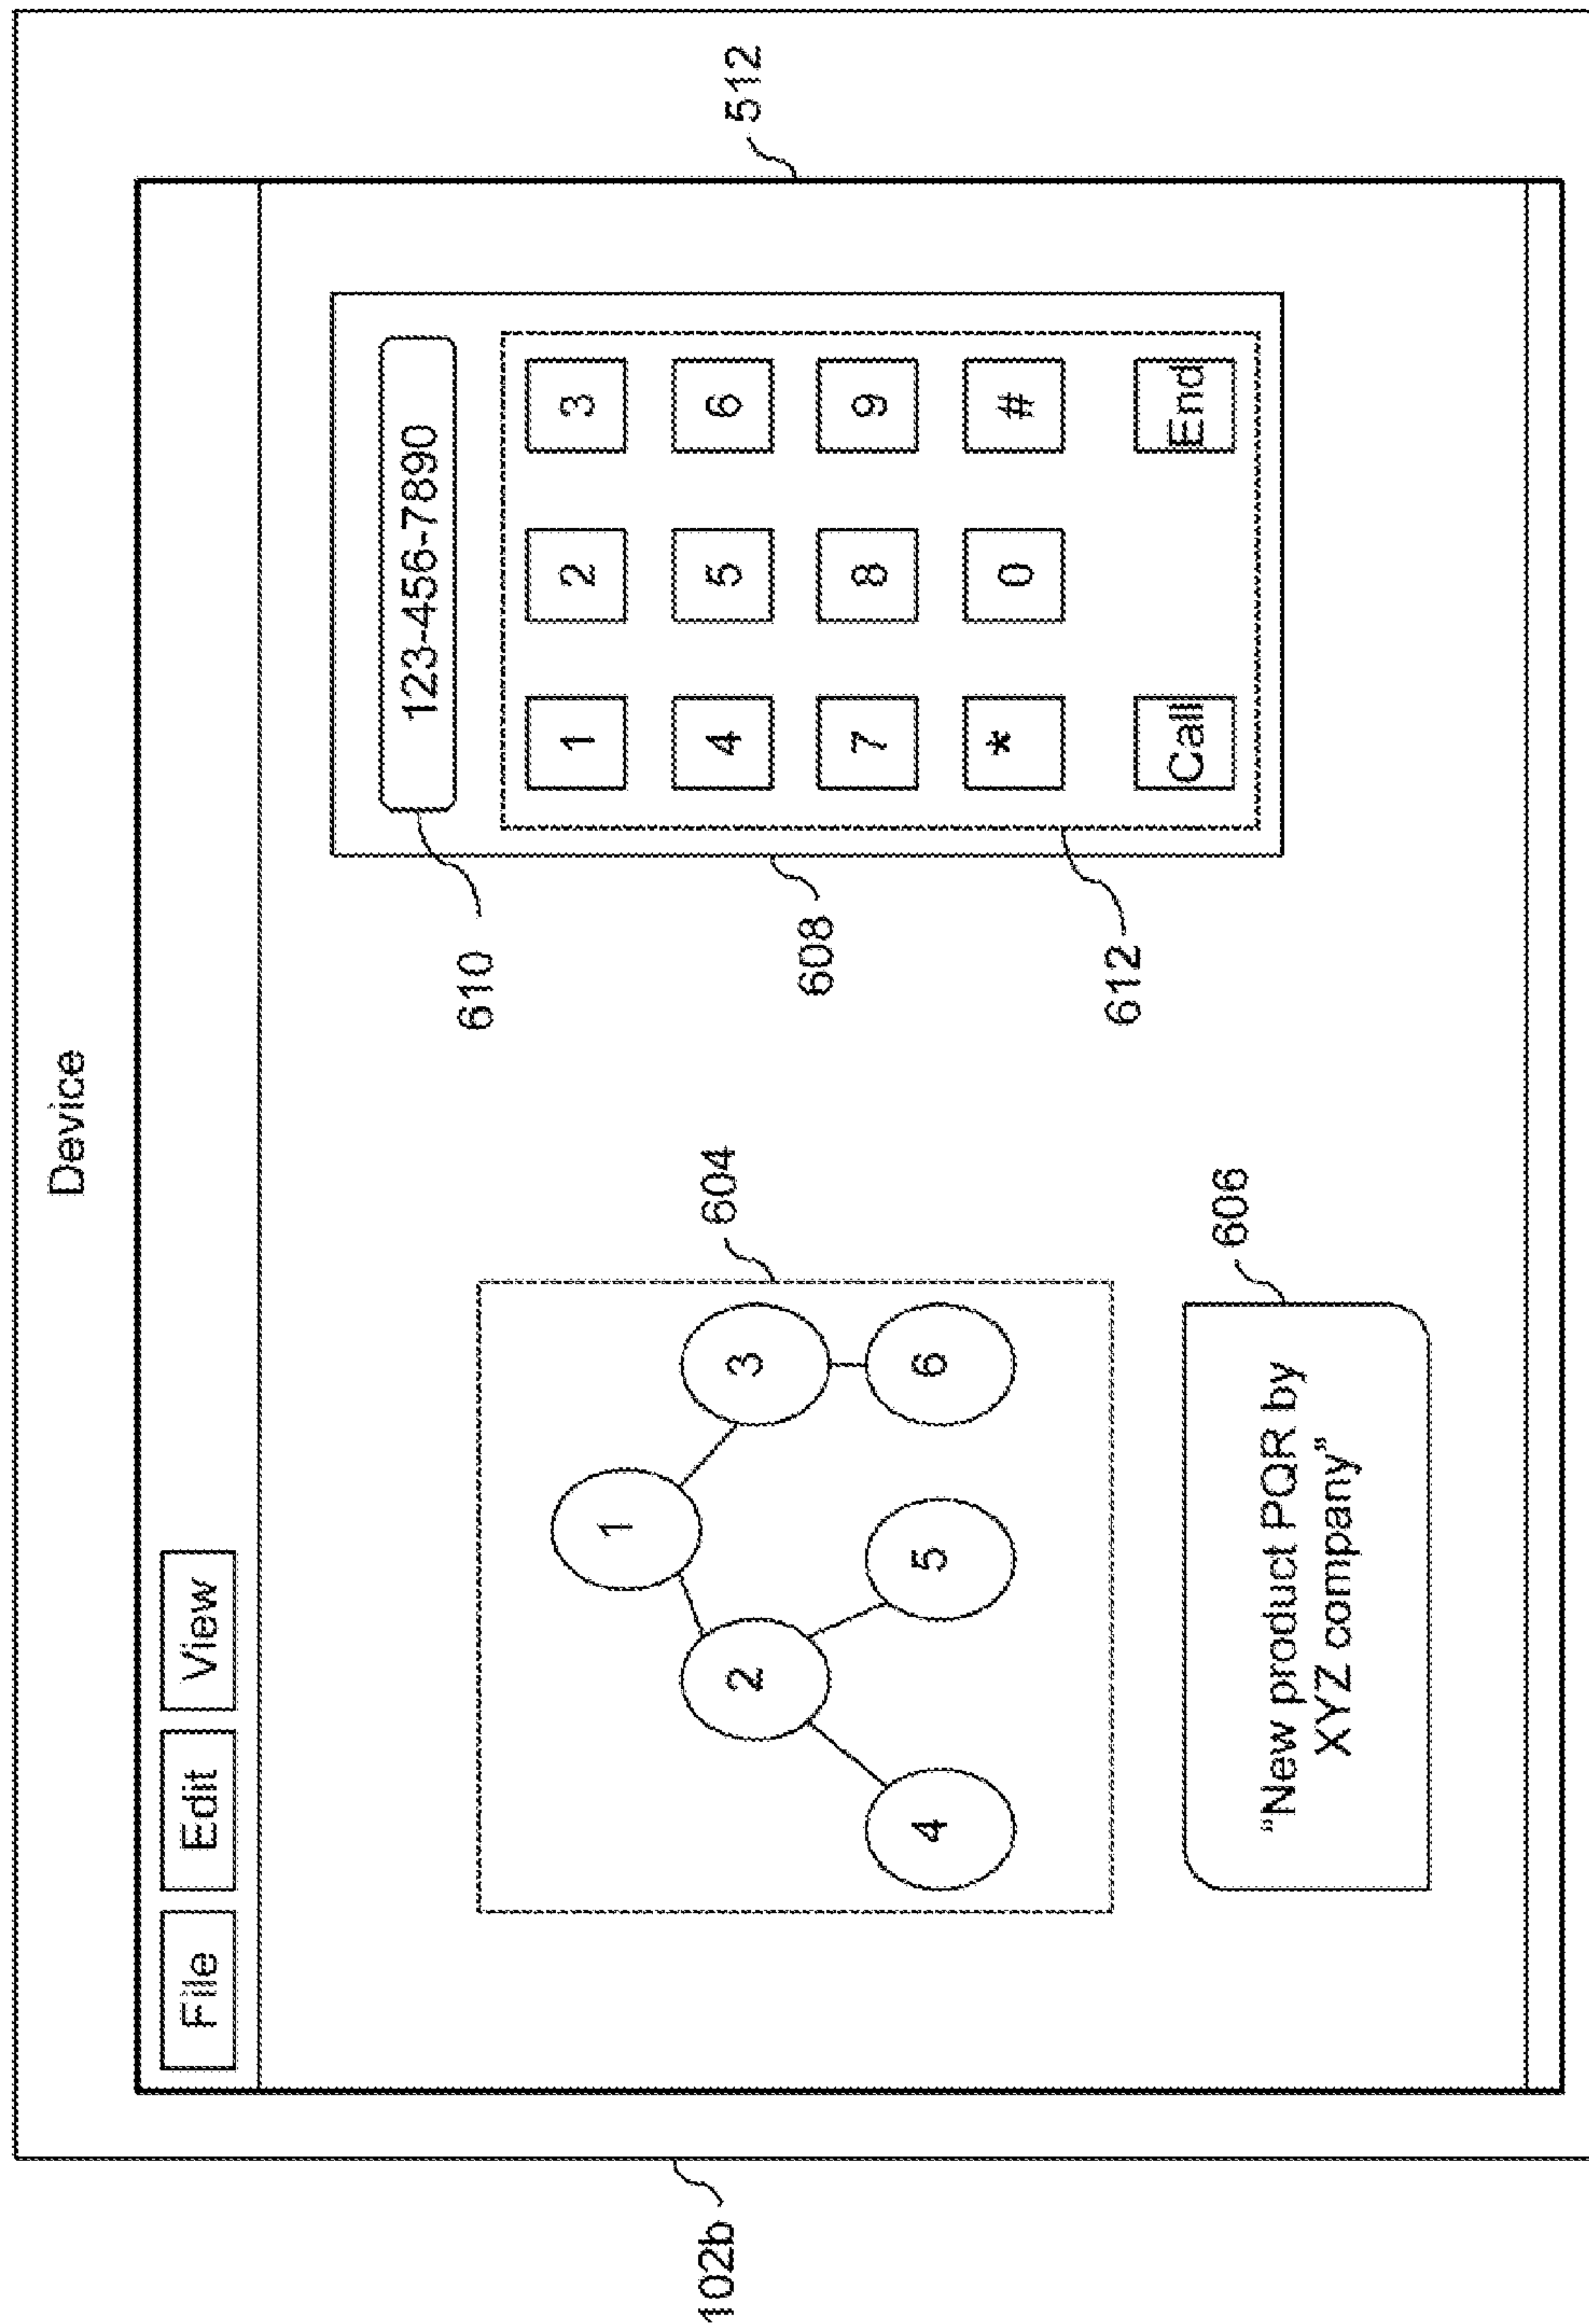 Device
File Edit View
610
123-456-7890
1
2 3
4 5 6
604
"New product PQR by
XYZ company"
606
1 2 3
4 5 6
7 8 9
* 0 #
Call End
608
612
102b
512